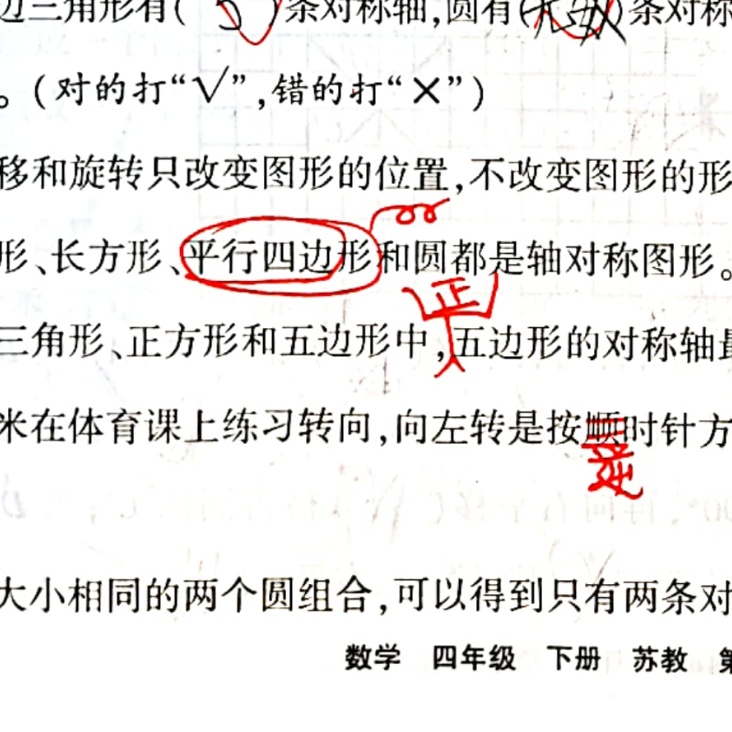 边三角形有( 3 )条对称轴,圆有(无数)条对称
。(对的打“√”,错的打“×”)
移和旋转只改变图形的位置,不改变图形的形
形、长方形、平行四边形和圆都是轴对称图形。
正
三角形、正方形和五边形中,五边形的对称轴最
米在体育课上练习转向,向左转是按顺时针方
逆
大小相同的两个圆组合,可以得到只有两条对
数学 四年级 下册 苏教 第